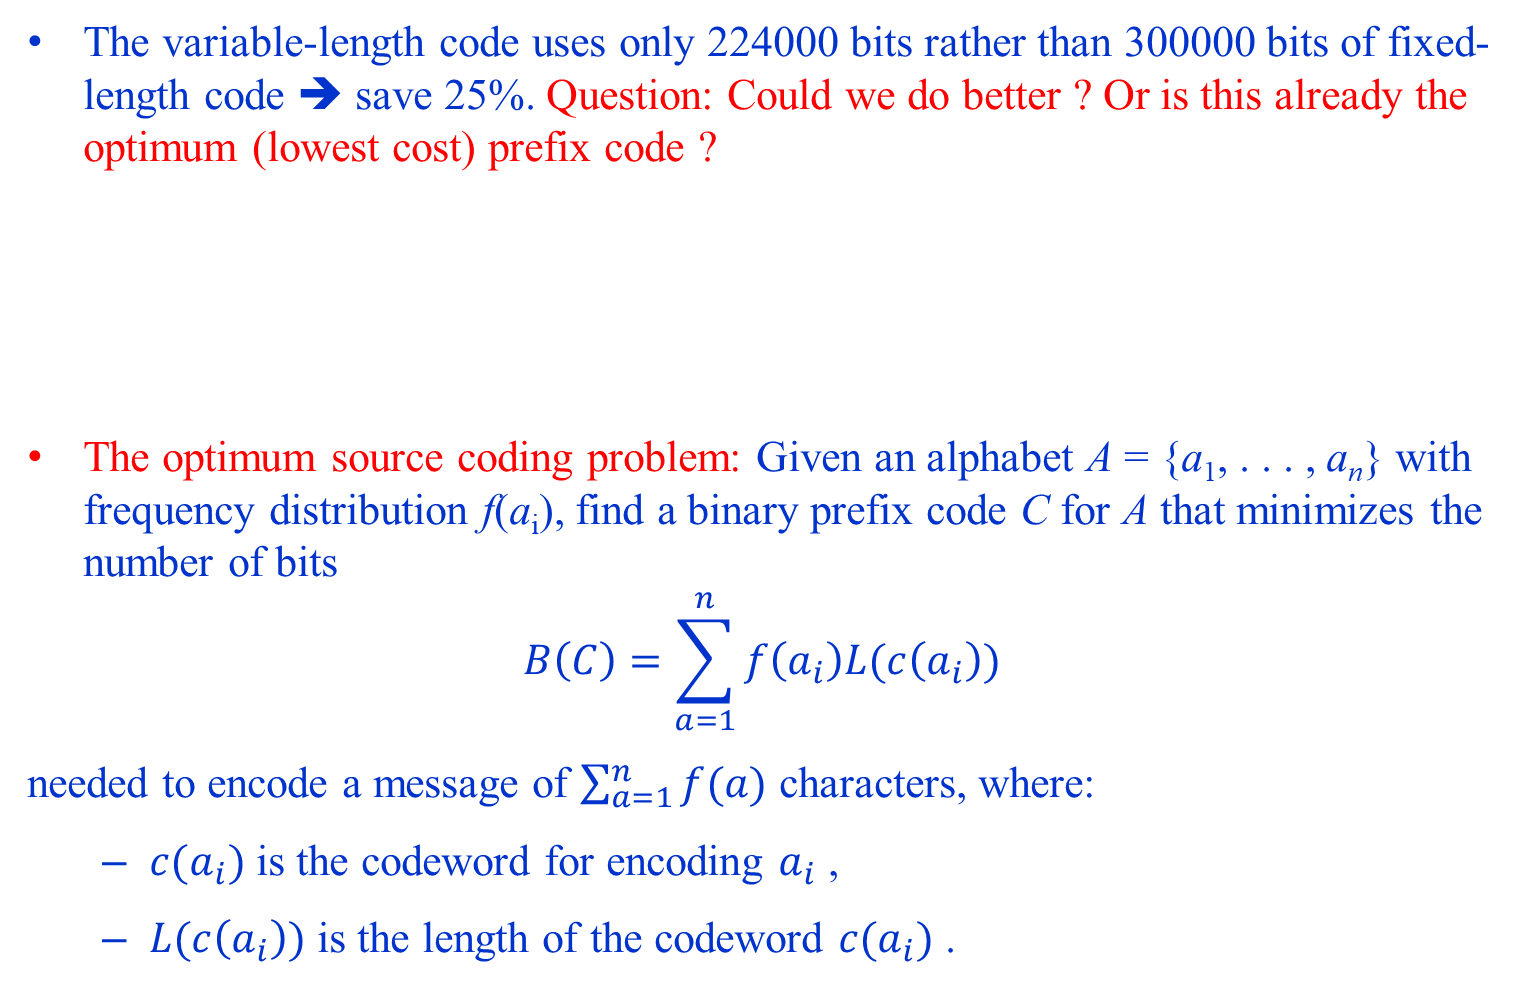 • The variable-length code uses only 224000 bits rather than 300000 bits of fixed-
length code ➔ save 25%. Question: Could we do better ? Or is this already the
optimum (lowest cost) prefix code ?
• The optimum source coding problem: Given an alphabet A = {a₁, . . . , aₙ} with
frequency distribution f(aᵢ), find a binary prefix code C for A that minimizes the
number of bits
B(C) = ∑_{a=1}^{n} f(aᵢ)L(c(aᵢ))
needed to encode a message of ∑_{a=1}^{n} f(a) characters, where:
– c(aᵢ) is the codeword for encoding aᵢ ,
– L(c(aᵢ)) is the length of the codeword c(aᵢ) .